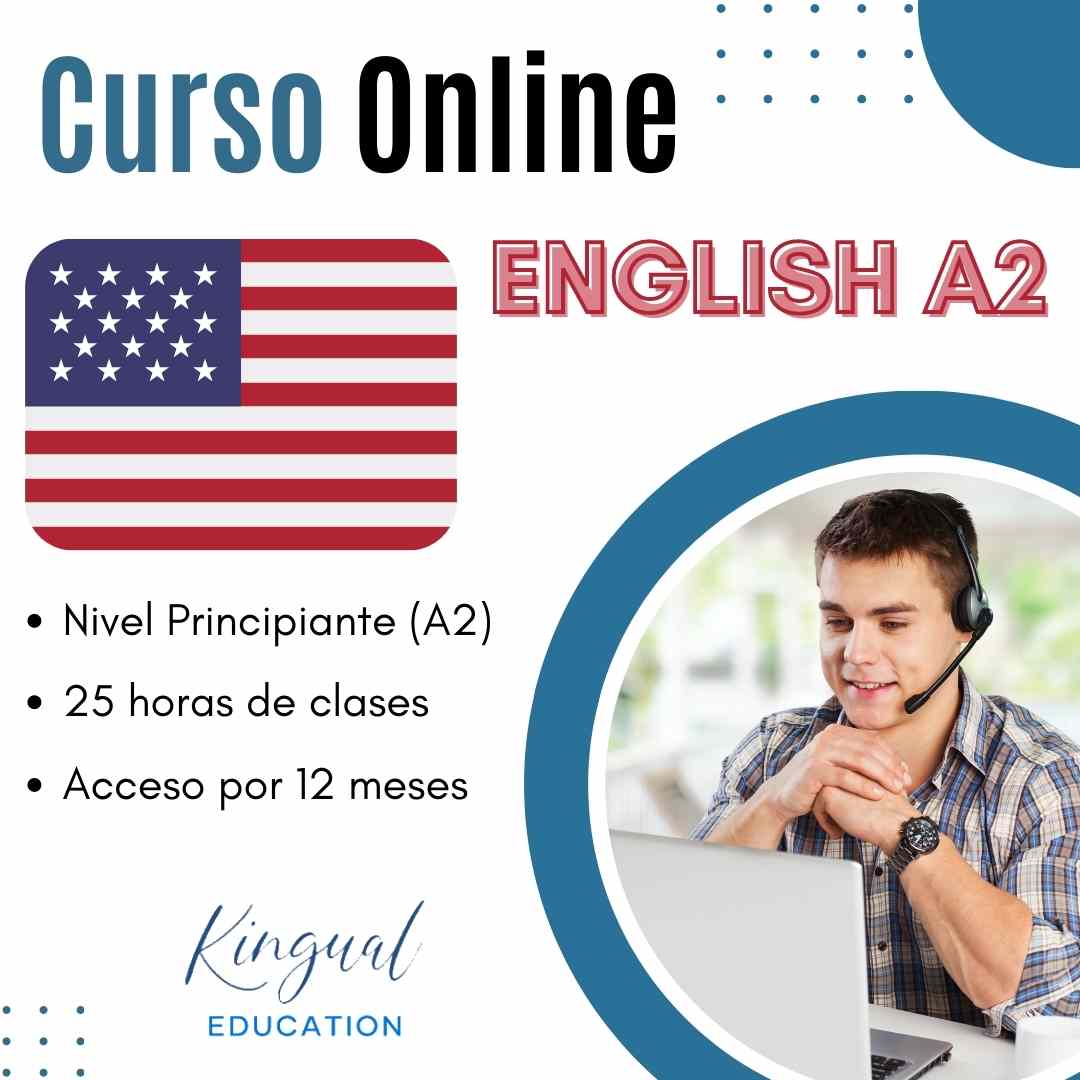 Curso Online
ENGLISH A2
Nivel Principiante (A2)
25 horas de clases
Acceso por 12 meses
Kingual
EDUCATION